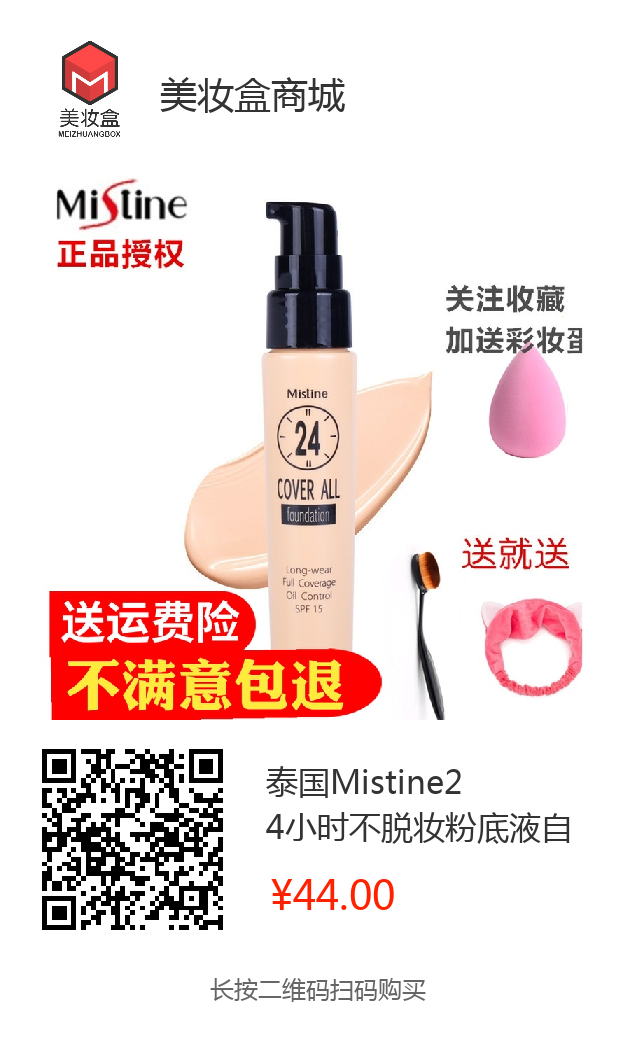 美妆盒
MEIZHUANGBOX
美妆盒商城
Mistine
正品授权
关注收藏
加送彩妆蛋
Mistine
24
COVER ALL
foundation
Long-wear
Full Coverage
Oil Control
SPF 15
送就送
送运费险
不满意包退
泰国Mistine2
4小时不脱妆粉底液自
¥44.00
长按二维码扫码购买